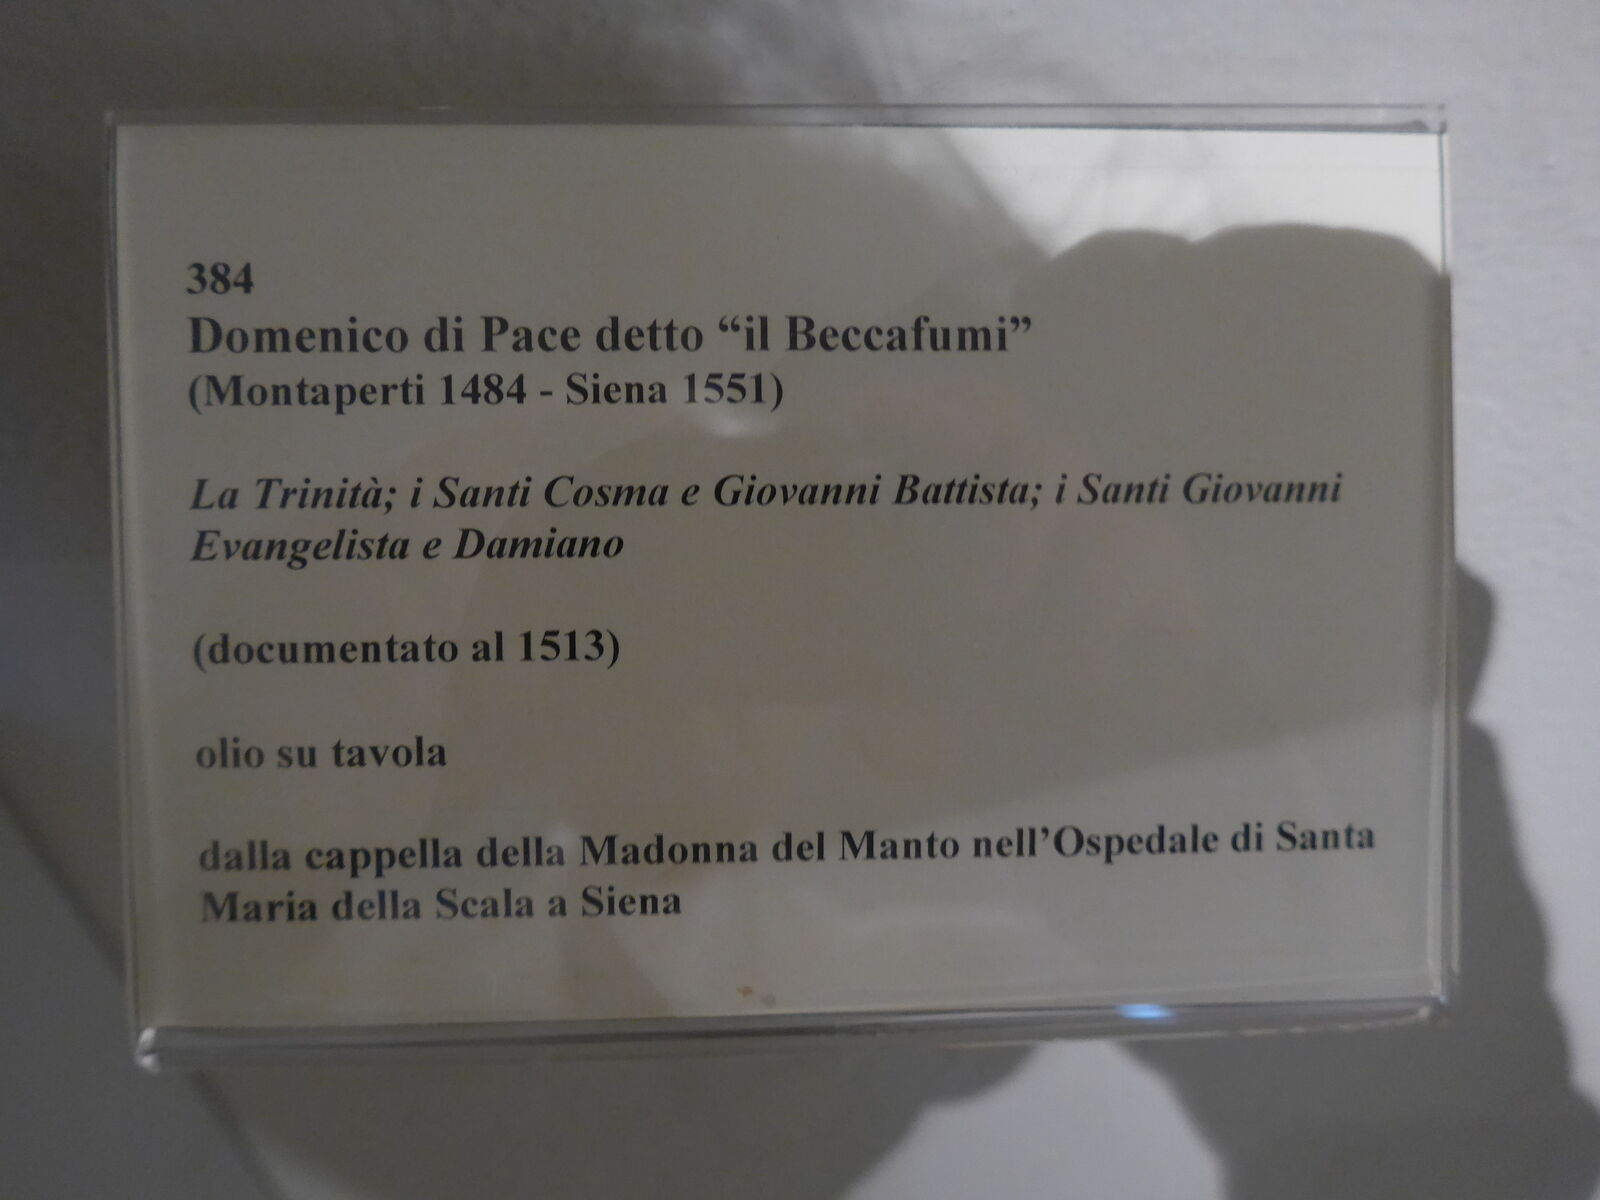 384
Domenico di Pace detto “il Beccafumi”
(Montaperti 1484 - Siena 1551)
La Trinità; i Santi Cosma e Giovanni Battista; i Santi Giovanni
Evangelista e Damiano
(documentato al 1513)
olio su tavola
dalla cappella della Madonna del Manto nell’Ospedale di Santa
Maria della Scala a Siena